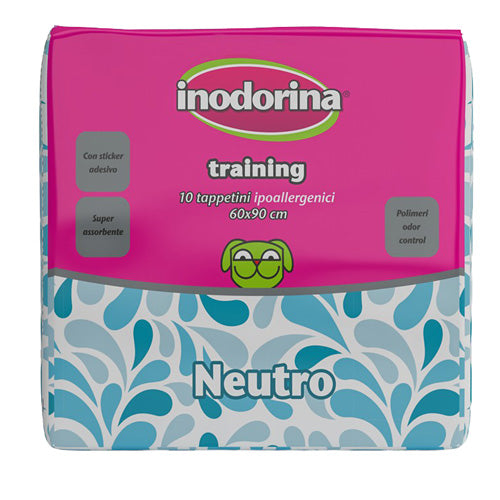 inodorina®
training
10 tappetini ipoallergenici
60x90 cm
Con sticker
adesivo
Super
assorbente
Polimeri
odor
control
Neutro